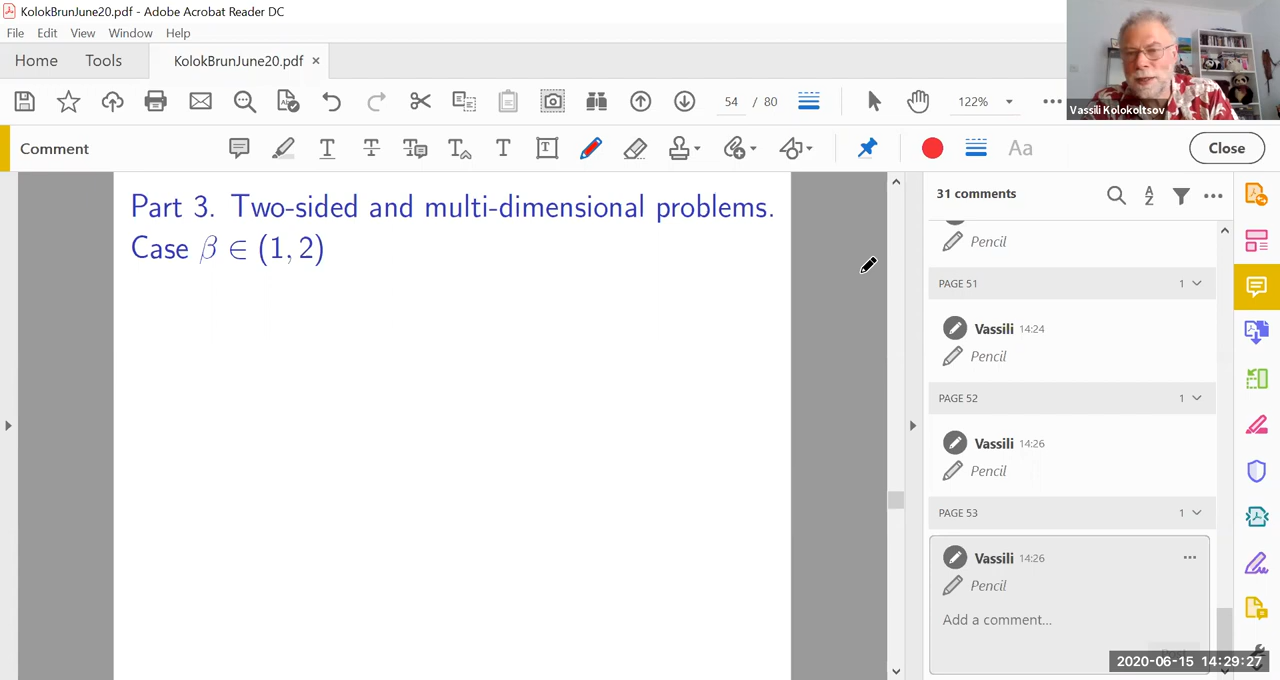 KolokBrunJune20.pdf - Adobe Acrobat Reader DC
File Edit View Window Help
Home Tools KolokBrunJune20.pdf ×
54 / 80 122%
Vassili Kolokoltsov
Comment Aa Close
Part 3. Two-sided and multi-dimensional problems.
Case β ∈ (1, 2)
31 comments
Pencil
PAGE 51 1
Vassili 14:24
Pencil
PAGE 52 1
Vassili 14:26
Pencil
PAGE 53 1
Vassili 14:26
Pencil
Add a comment...
2020-06-15 14:29:27